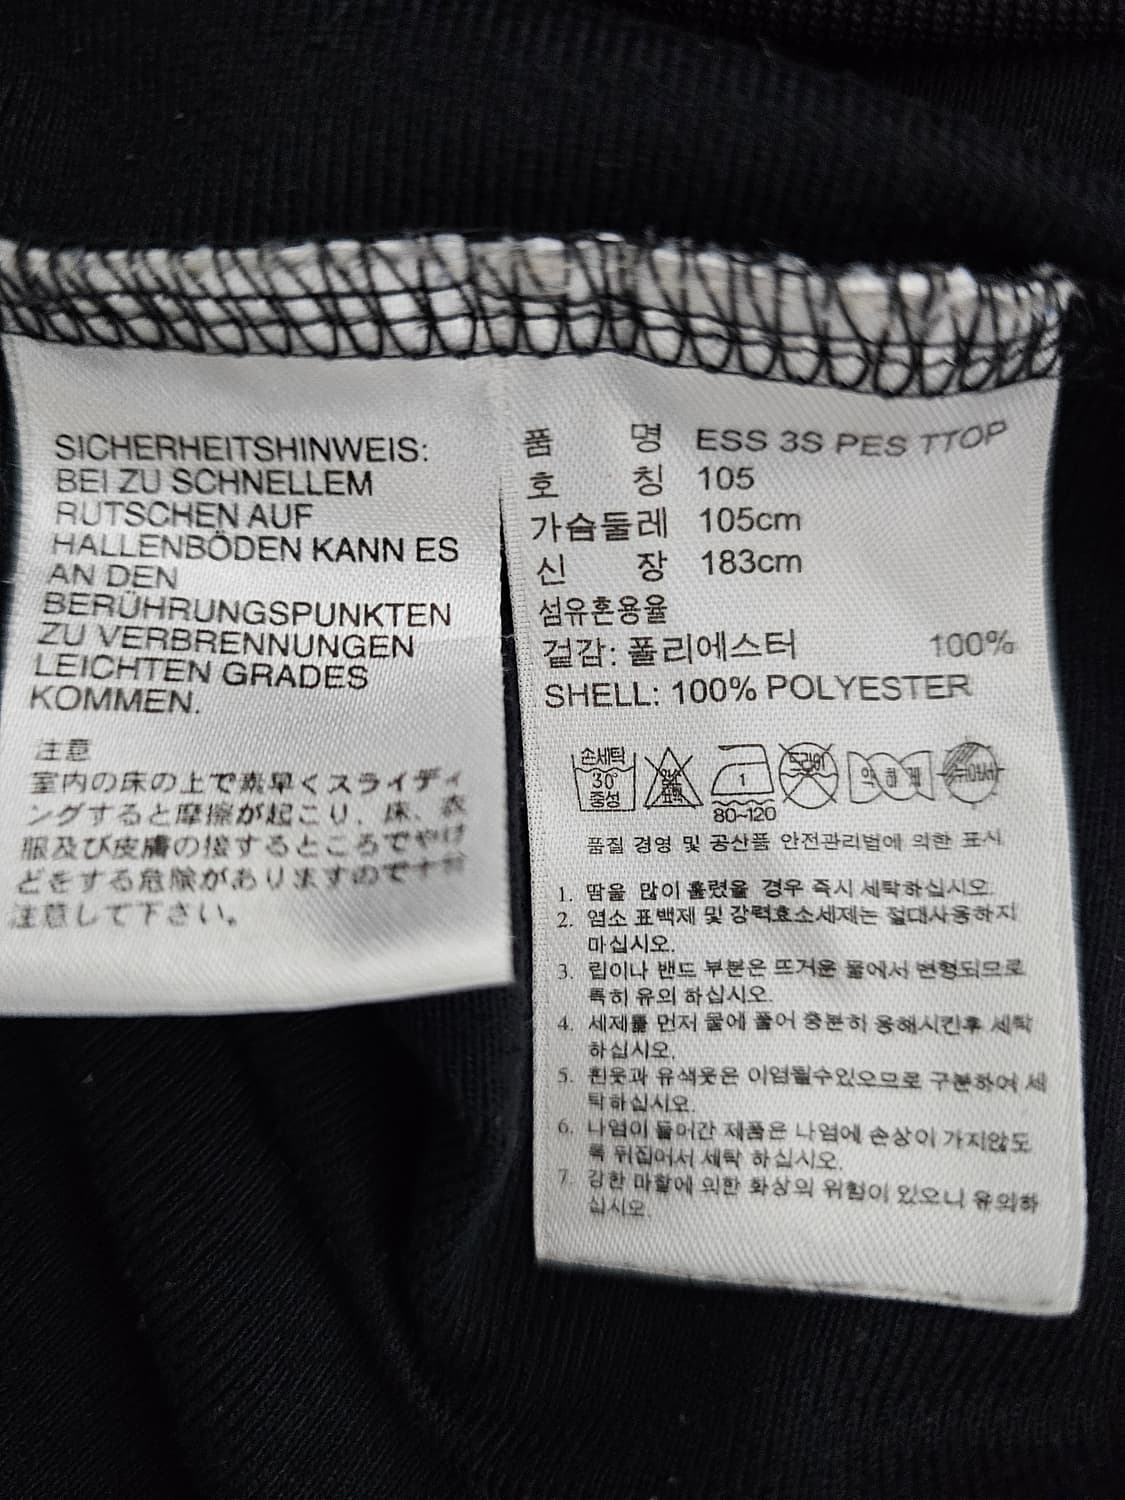 SICHERHEITSHINWEIS:
BEI ZU SCHNELLEM
RUTSCHEN AUF
HALLENBÖDEN KANN ES
AN DEN
BERÜHRUNGSPUNKTEN
ZU VERBRENNUNGEN
LEICHTEN GRADES
KOMMEN.
注意
室内の床の上で素早くスライディ
ングすると摩擦が起こり、床、衣
服及び皮膚の接するところでやけ
どをする危険がありますので十分
注意して下さい。
품 명 ESS 3S PES TTOP
호 칭 105
가슴둘레 105cm
신 장 183cm
섬유혼용율
겉감: 폴리에스터 100%
SHELL: 100% POLYESTER
손세탁
30°
중성
1
80~120
드라이
약하게
품질 경영 및 공산품 안전관리법에 의한 표시
1. 땀을 많이 흘렸을 경우 즉시 세탁하십시오.
2. 염소 표백제 및 강력효소세제는 절대사용하지
마십시오.
3. 립이나 밴드 부분은 뜨거운 물에서 변형되므로
특히 유의 하십시오.
4. 세제를 먼저 물에 풀어 충분히 용해시킨후 세탁
하십시오.
5. 흰옷과 유색옷은 이염될수있으므로 구분하여 세
탁하십시오.
6. 나염이 들어간 제품은 나염에 손상이 가지않도
록 뒤집어서 세탁 하십시오.
7. 강한 마찰에 의한 화상의 위험이 있으니 유의하
십시오.